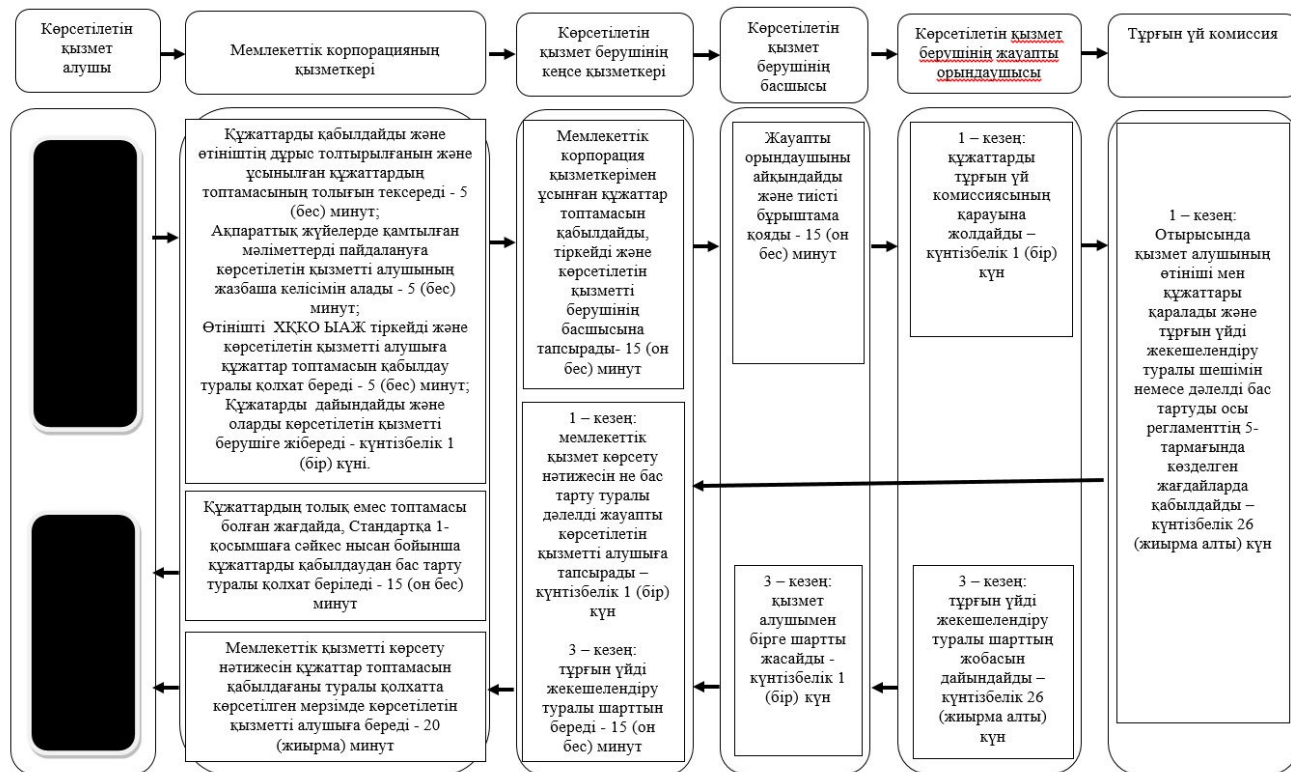 Көрсетілетін
қызмет
алушы
Мемлекеттік корпорацияның
қызметкері
Көрсетілетін
қызмет берушінің
кеңсе қызметкері
Көрсетілетін
қызмет
берушінің
басшысы
Көрсетілетін қызмет
берушінің жауапты
орындаушысы
Тұрғын үй комиссия
Құжаттарды қабылдайды және
өтініштің дұрыс толтырылғанын және
ұсынылған құжаттардың
топтамасының толығын тексереді - 5
(бес) минут;
Ақпараттық жүйелерде қамтылған
мәліметтерді пайдалануға
көрсетілетін қызметті алушының
жазбаша келісімін алады - 5 (бес)
минут;
Өтінішті  ХҚКО ЫАЖ тіркейді және
көрсетілетін қызметті алушыға
құжаттар топтамасын қабылдау
туралы қолхат береді - 5 (бес) минут;
Құжатарды  дайындайды және
оларды көрсетілетін қызметті
берушіге жібереді - күнтізбелік 1
(бір) күні.
Құжаттардың толық емес топтамасы
болған жағдайда, Стандартқа 1-
қосымшаға сәйкес нысан бойынша
құжаттарды қабылдаудан бас тарту
туралы қолхат беріледі - 15 (он бес)
минут
Мемлекеттік қызметті көрсету
нәтижесін құжаттар топтамасын
қабылдағаны туралы қолхатта
көрсетілген мерзімде көрсетілетін
қызметті алушыға береді - 20
(жиырма) минут
Мемлекеттік
корпорация
қызметкерімен
ұсынған құжаттар
топтамасын
қабылдайды,
тіркейді және
көрсетілетін
қызметті
берушінің
басшысына
тапсырады- 15 (он
бес) минут
1 – кезең:
мемлекеттік
қызмет көрсету
нәтижесін не бас
тарту туралы
дәлелді жауапты
көрсетілетін
қызметті алушыға
тапсырады –
күнтізбелік 1 (бір)
күн
3 – кезең:
тұрғын үйді
жекешелендіру
туралы шарттын
береді - 15 (он
бес) минут
Жауапты
орындаушыны
айқындайды
және тиісті
бұрыштама
қояды - 15 (он
бес) минут
3 – кезең:
қызмет
алушымен
бірге шартты
жасайды -
күнтізбелік 1
(бір) күн
1 – кезең:
құжаттарды
тұрғын үй
комиссиясының
қарауына
жолдайды –
күнтізбелік 1 (бір)
күн
3 – кезең:
тұрғын үйді
жекешелендіру
туралы шарттың
жобасын
дайындайды –
күнтізбелік 26
(жиырма алты)
күн
1 – кезең:
Отырысында
қызмет алушының
өтініші мен
құжаттары
қаралады және
тұрғын үйді
жекешелендіру
туралы шешімін
немесе дәлелді бас
тартуды осы
регламенттің 5-
тармағында
көзделген
жағдайларда
қабылдайды –
күнтізбелік 26
(жиырма алты) күн